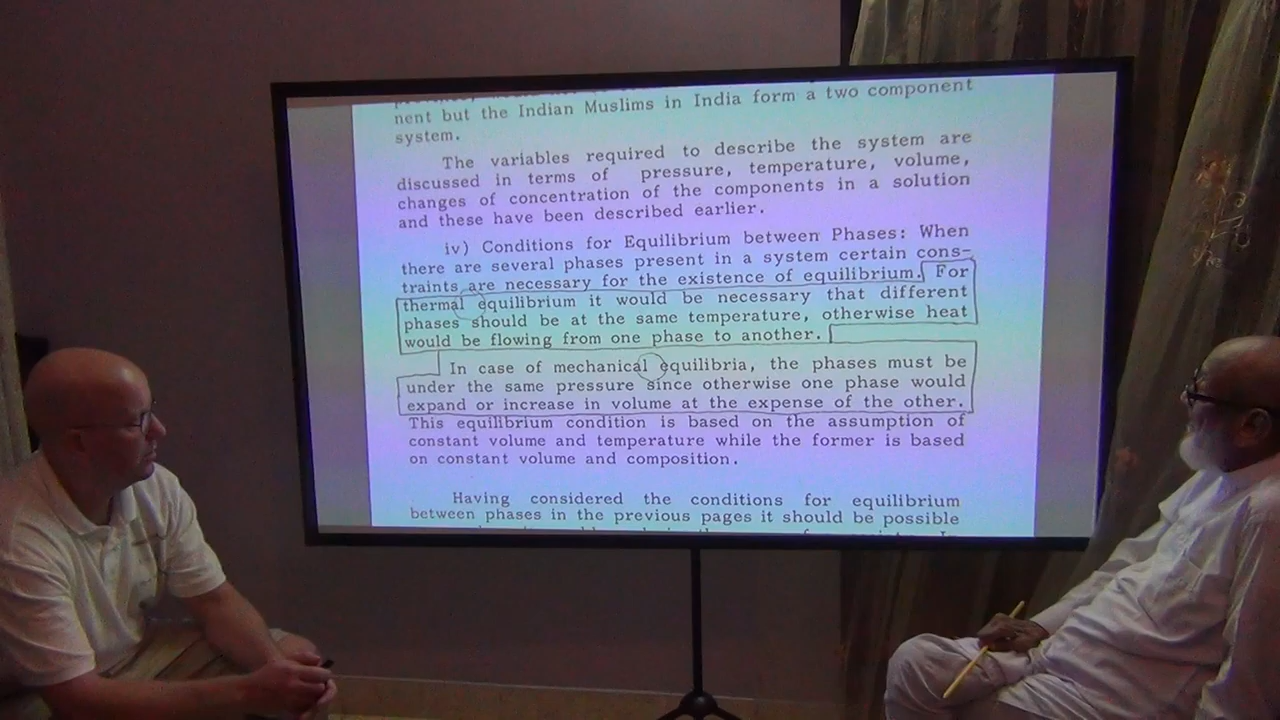 nent but the Indian Muslims in India form a two component
system.
The variables required to describe the system are
discussed in terms of pressure, temperature, volume,
changes of concentration of the components in a solution
and these have been described earlier.
iv) Conditions for Equilibrium between Phases: When
there are several phases present in a system certain cons-
traints are necessary for the existence of equilibrium. For
thermal equilibrium it would be necessary that different
phases should be at the same temperature, otherwise heat
would be flowing from one phase to another.
In case of mechanical equilibria, the phases must be
under the same pressure since otherwise one phase would
expand or increase in volume at the expense of the other.
This equilibrium condition is based on the assumption of
constant volume and temperature while the former is based
on constant volume and composition.
Having considered the conditions for equilibrium
between phases in the previous pages it should be possible